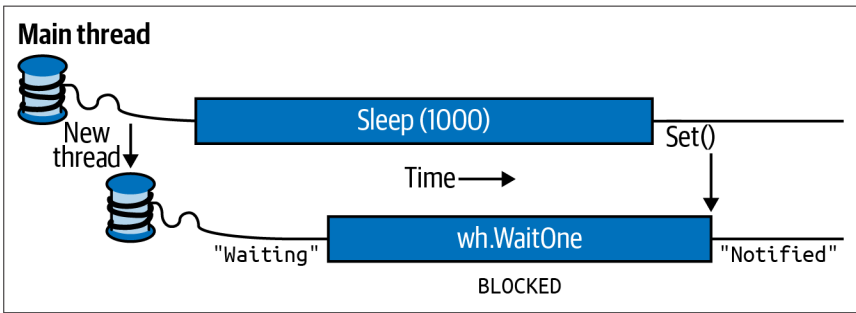 Main thread
Sleep (1000)
New
thread
Set()
Time
"Waiting"
wh.WaitOne
"Notified"
BLOCKED